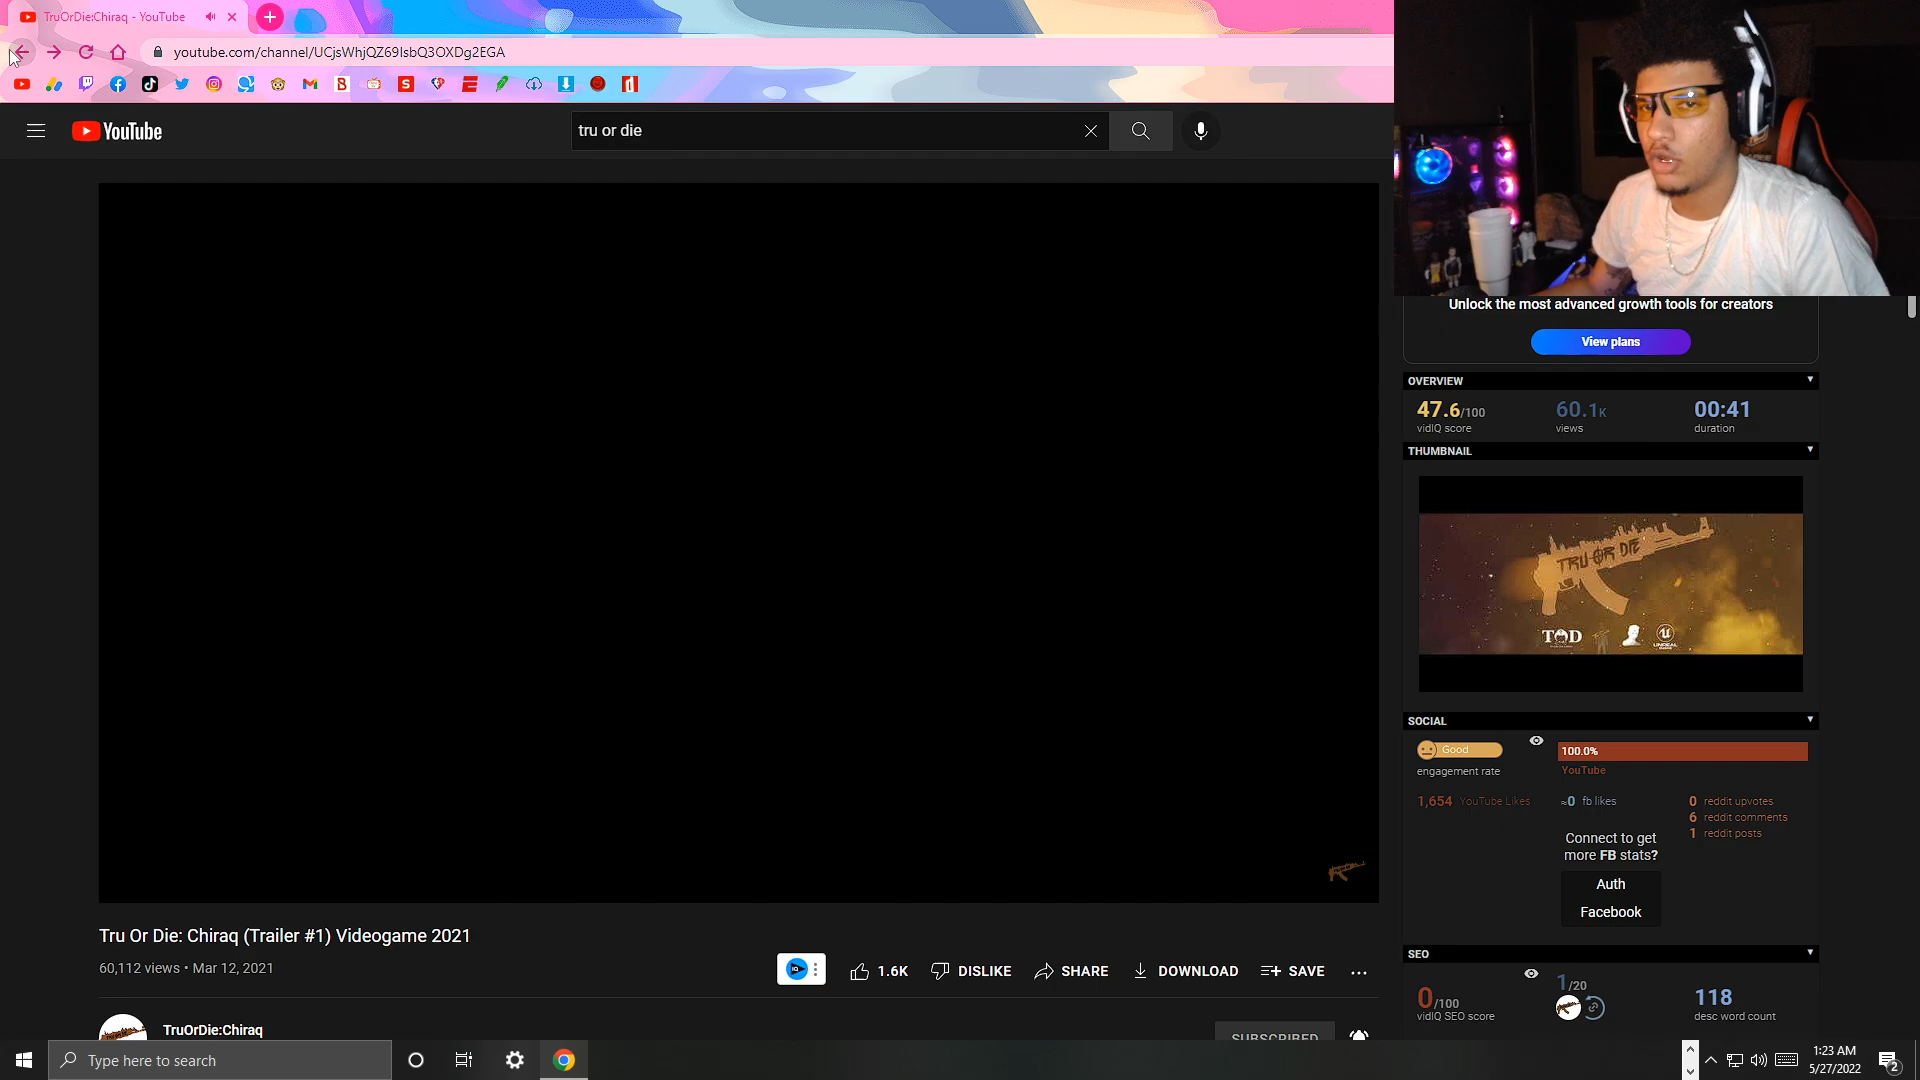 TruOrDie:Chiraq - YouTube
youtube.com/channel/UCjsWhjQZ69IsbQ3OXDg2EGA
YouTube
tru or die
Unlock the most advanced growth tools for creators
View plans
OVERVIEW
47.6/100
vidIQ score
60.1K
views
00:41
duration
THUMBNAIL
TRU OR DIE
TOD
UNREAL
SOCIAL
Good
engagement rate
100.0%
YouTube
1,654 YouTube Likes
≈0 fb likes
0 reddit upvotes
6 reddit comments
1 reddit posts
Connect to get
more FB stats?
Auth
Facebook
SEO
0/100
vidIQ SEO score
1/20
118
desc word count
Tru Or Die: Chiraq (Trailer #1) Videogame 2021
60,112 views • Mar 12, 2021
1.6K
DISLIKE
SHARE
DOWNLOAD
SAVE
TruOrDie:Chiraq
SUBSCRIBED
Type here to search
1:23 AM
5/27/2022
2